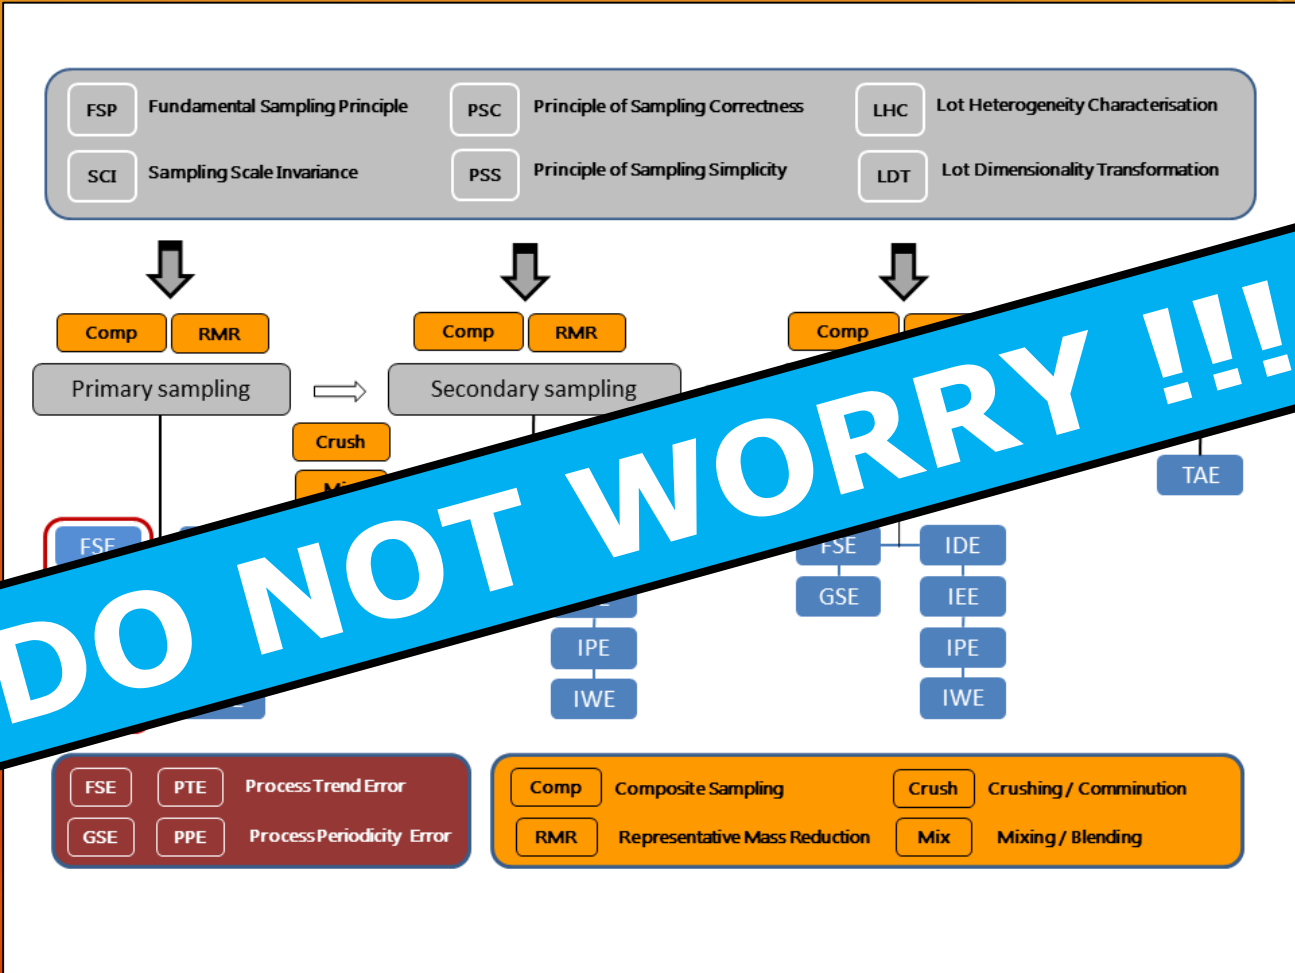 FSP Fundamental Sampling Principle PSC Principle of Sampling Correctness LHC Lot Heterogeneity Characterisation
SCI Sampling Scale Invariance PSS Principle of Sampling Simplicity LDT Lot Dimensionality Transformation
Comp RMR Comp RMR Comp
Primary sampling Secondary sampling
Crush
TAE
DO NOT WORRY !!!
FSE FSE IDE
GSE IEE
IPE IPE
IWE IWE
FSE PTE Process Trend Error Comp Composite Sampling Crush Crushing / Comminution
GSE PPE Process Periodicity Error RMR Representative Mass Reduction Mix Mixing / Blending